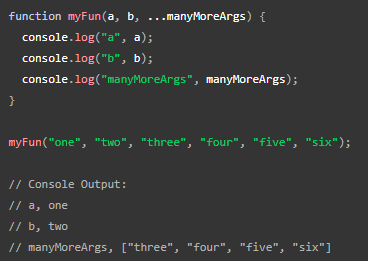 function myFun(a, b, ...manyMoreArgs) {
  console.log("a", a);
  console.log("b", b);
  console.log("manyMoreArgs", manyMoreArgs);
}

myFun("one", "two", "three", "four", "five", "six");

// Console Output:
// a, one
// b, two
// manyMoreArgs, ["three", "four", "five", "six"]